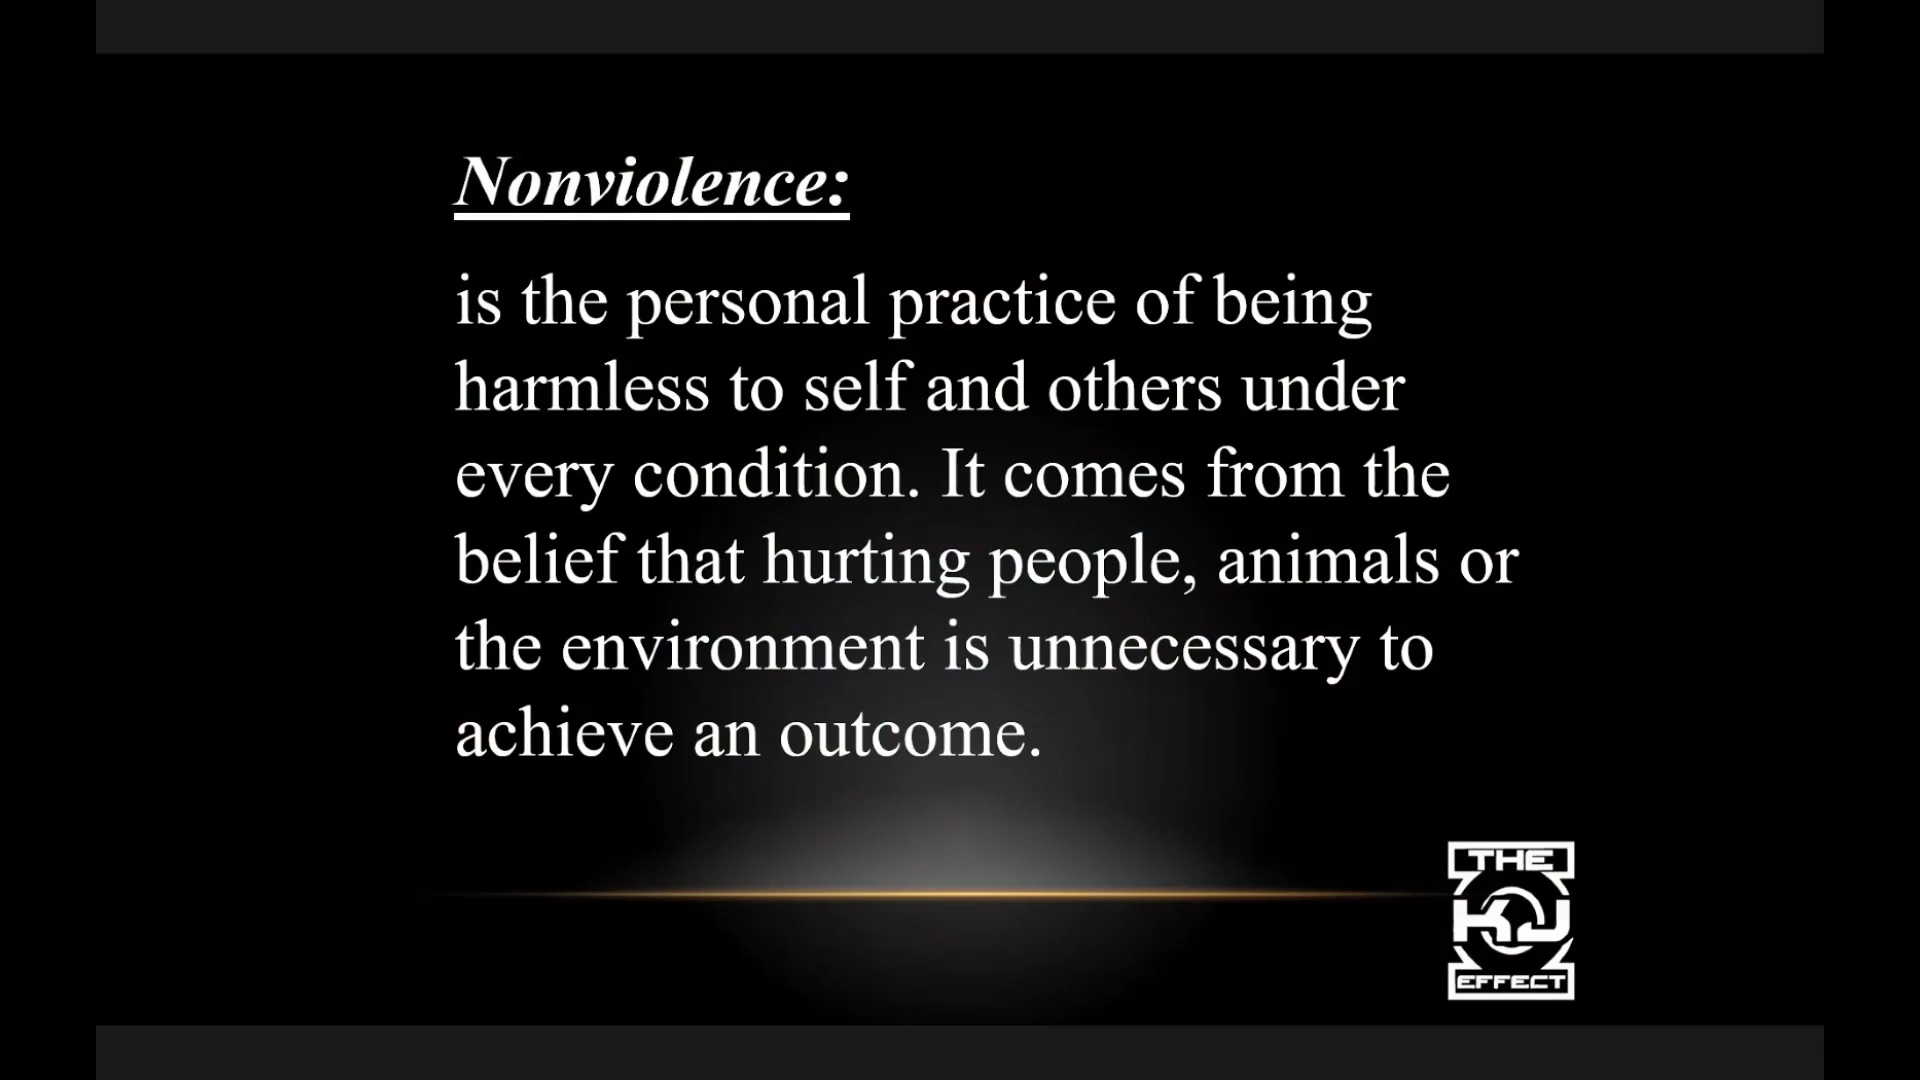 Nonviolence:
is the personal practice of being
harmless to self and others under
every condition. It comes from the
belief that hurting people, animals or
the environment is unnecessary to
achieve an outcome.
THE
KJ
EFFECT